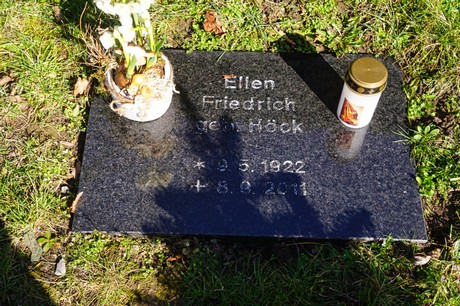 Ellen
Friedrich
geb. Höck
* 9.5.1922
+ 8.9.2011